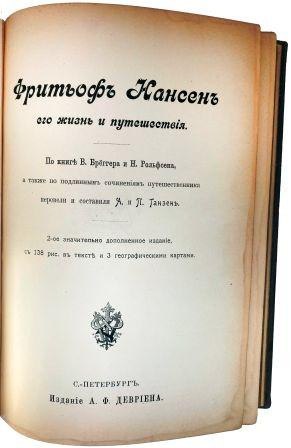 Фритьофъ Нансенъ
его жизнь и путешествія.
По книгѣ В. Брёггера и Н. Рольфсена,
а также по подлиннымъ сочиненіямъ путешественника
перевели и составили А. и П. Ганзенъ.
2-ое значительно дополненное изданіе,
съ 138 рис. въ текстѣ и 3 географическими картами.
С.-ПЕТЕРБУРГЪ.
Изданіе А. Ф. ДЕВРІЕНА.